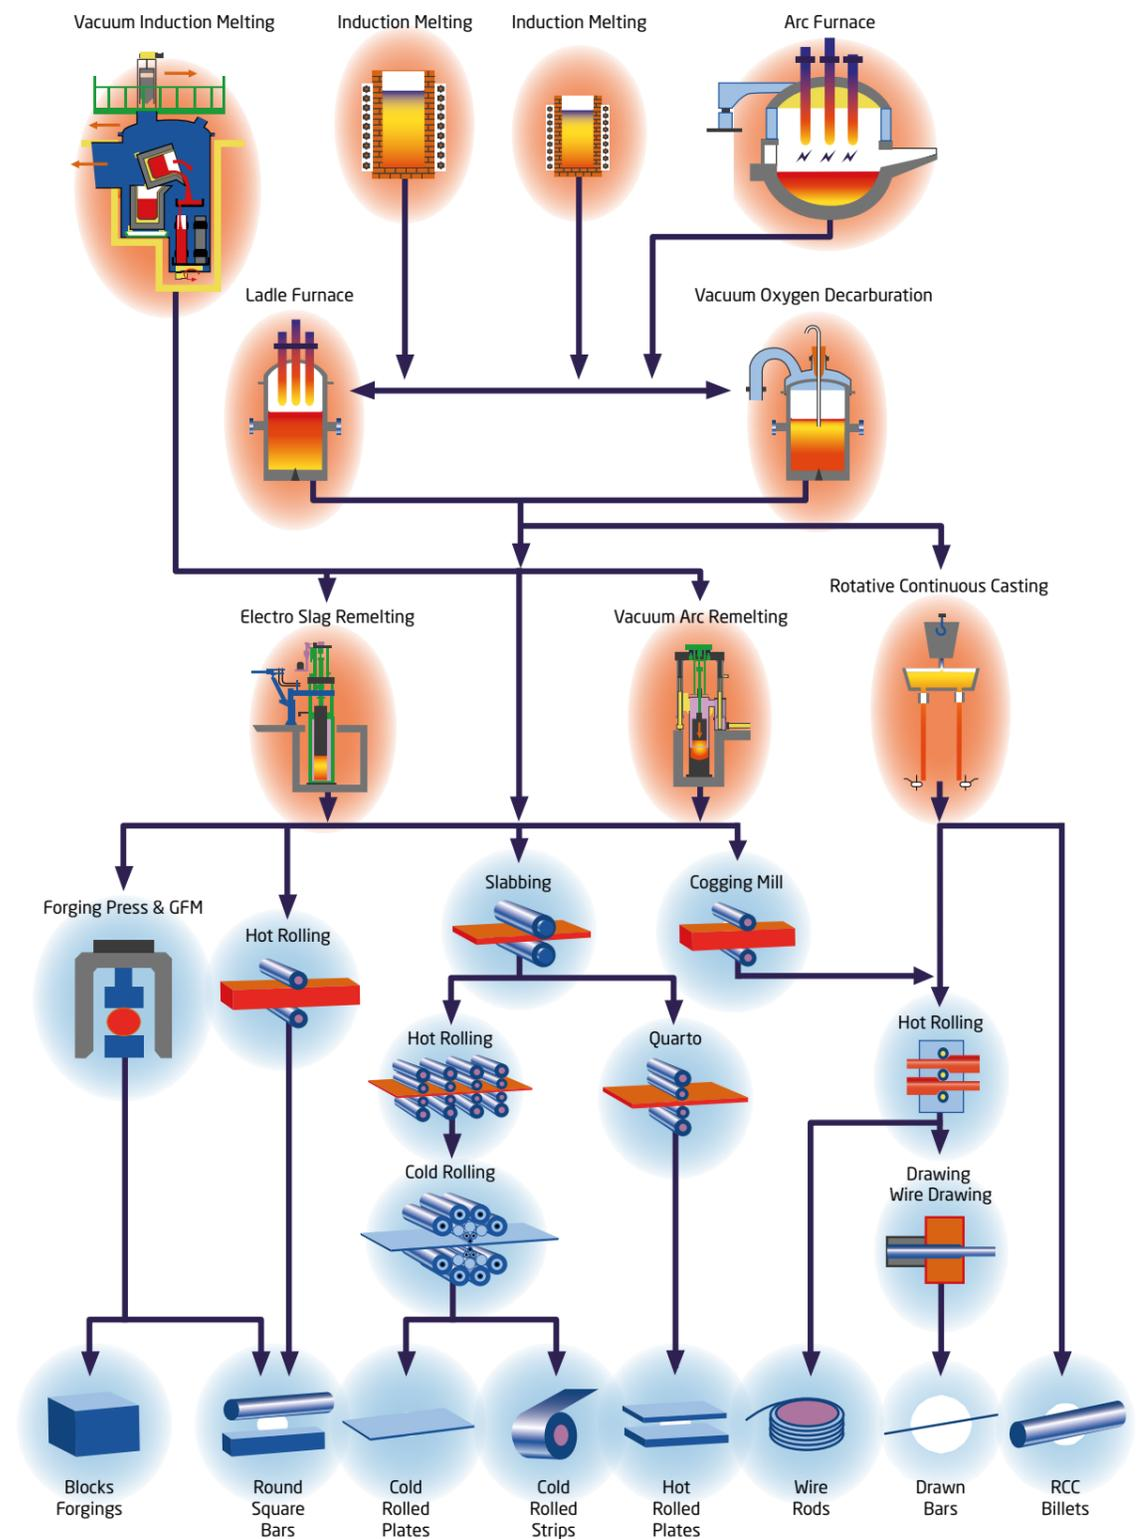 Vacuum Induction Melting
Induction Melting
Induction Melting
Arc Furnace
Ladle Furnace
Vacuum Oxygen Decarburation
Rotative Continuous Casting
Electro Slag Remelting
Vacuum Arc Remelting
Slabbing
Cogging Mill
Forging Press & GFM
Hot Rolling
Hot Rolling
Hot Rolling
Quarto
Cold Rolling
Drawing
Wire Drawing
Blocks
Forgings
Round
Square
Bars
Cold
Rolled
Plates
Cold
Rolled
Strips
Hot
Rolled
Plates
Wire
Rods
Drawn
Bars
RCC
Billets